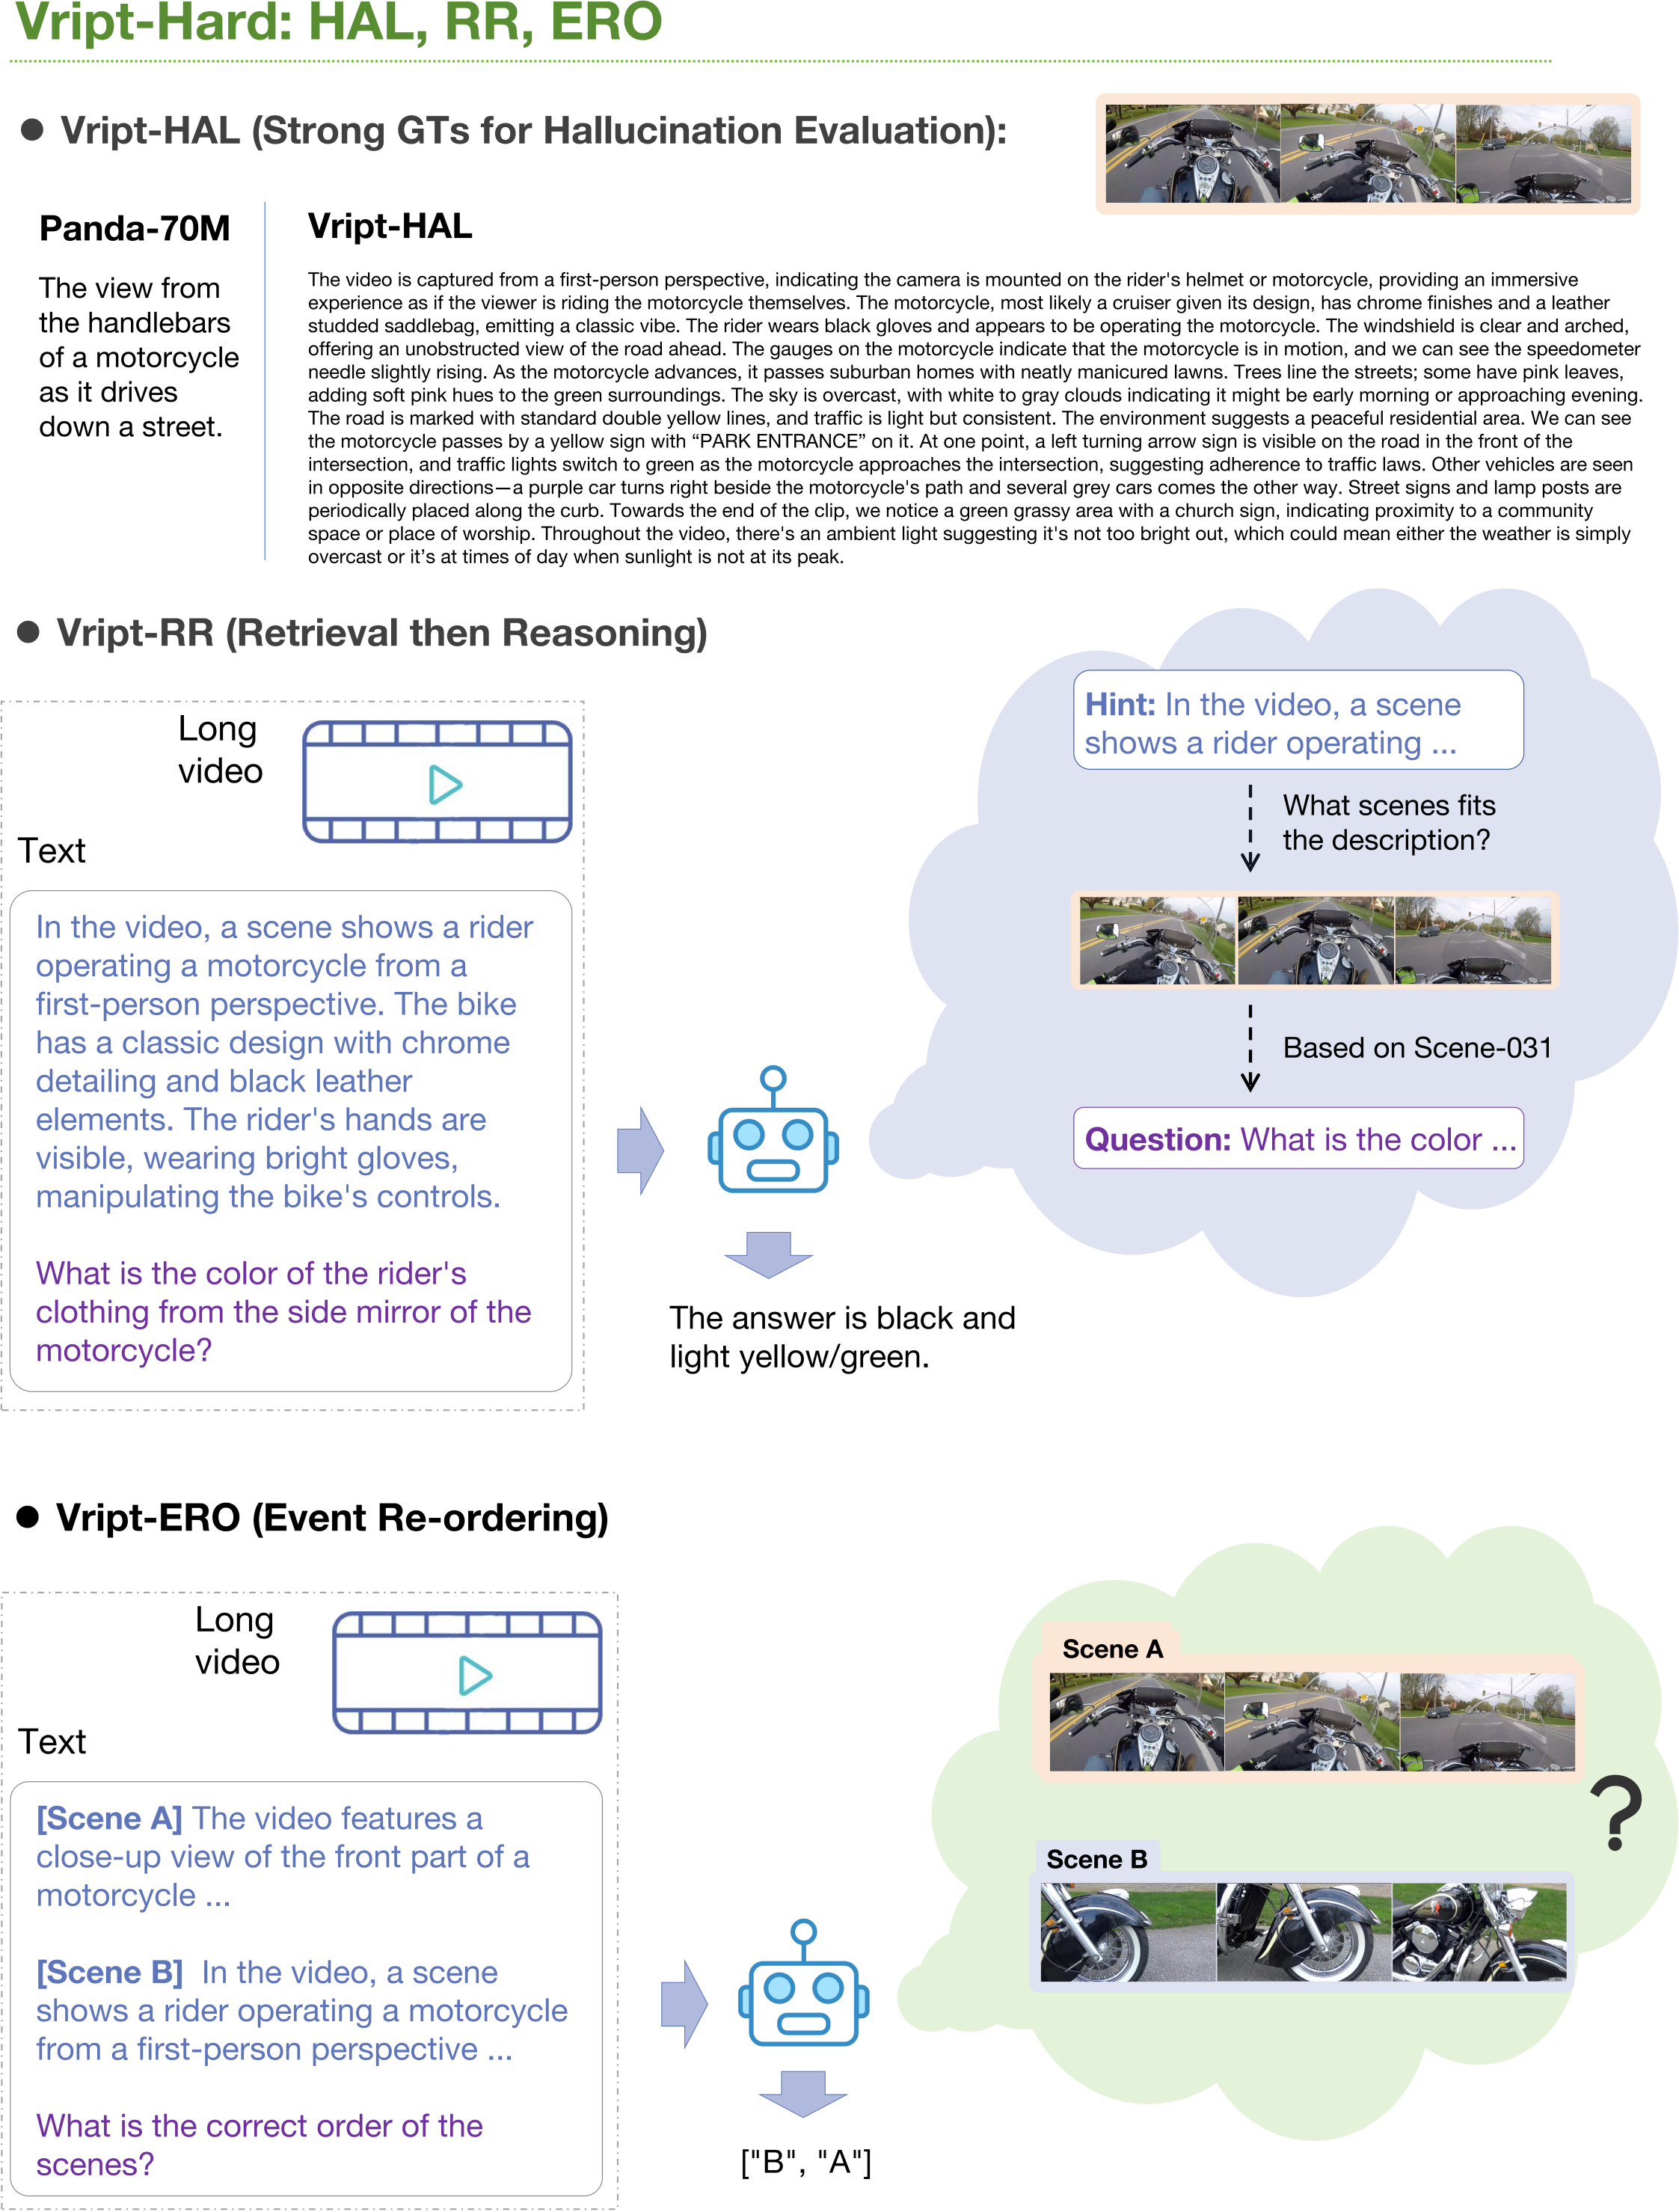 Vript-Hard: HAL, RR, ERO
● Vript-HAL (Strong GTs for Hallucination Evaluation):
Panda-70M
The view from
the handlebars
of a motorcycle
as it drives
down a street.
Vript-HAL
The video is captured from a first-person perspective, indicating the camera is mounted on the rider's helmet or motorcycle, providing an immersive
experience as if the viewer is riding the motorcycle themselves. The motorcycle, most likely a cruiser given its design, has chrome finishes and a leather
studded saddlebag, emitting a classic vibe. The rider wears black gloves and appears to be operating the motorcycle. The windshield is clear and arched,
offering an unobstructed view of the road ahead. The gauges on the motorcycle indicate that the motorcycle is in motion, and we can see the speedometer
needle slightly rising. As the motorcycle advances, it passes suburban homes with neatly manicured lawns. Trees line the streets; some have pink leaves,
adding soft pink hues to the green surroundings. The sky is overcast, with white to gray clouds indicating it might be early morning or approaching evening.
The road is marked with standard double yellow lines, and traffic is light but consistent. The environment suggests a peaceful residential area. We can see
the motorcycle passes by a yellow sign with “PARK ENTRANCE” on it. At one point, a left turning arrow sign is visible on the road in the front of the
intersection, and traffic lights switch to green as the motorcycle approaches the intersection, suggesting adherence to traffic laws. Other vehicles are seen
in opposite directions—a purple car turns right beside the motorcycle's path and several grey cars comes the other way. Street signs and lamp posts are
periodically placed along the curb. Towards the end of the clip, we notice a green grassy area with a church sign, indicating proximity to a community
space or place of worship. Throughout the video, there's an ambient light suggesting it's not too bright out, which could mean either the weather is simply
overcast or it’s at times of day when sunlight is not at its peak.
● Vript-RR (Retrieval then Reasoning)
Long
video
Text
In the video, a scene shows a rider
operating a motorcycle from a
first-person perspective. The bike
has a classic design with chrome
detailing and black leather
elements. The rider's hands are
visible, wearing bright gloves,
manipulating the bike's controls.
What is the color of the rider's
clothing from the side mirror of the
motorcycle?
The answer is black and
light yellow/green.
Hint: In the video, a scene
shows a rider operating ...
What scenes fits
the description?
Based on Scene-031
Question: What is the color ...
● Vript-ERO (Event Re-ordering)
Long
video
Text
[Scene A] The video features a
close-up view of the front part of a
motorcycle ...
[Scene B] In the video, a scene
shows a rider operating a motorcycle
from a first-person perspective ...
What is the correct order of the
scenes?
["B", "A"]
Scene A
Scene B
?